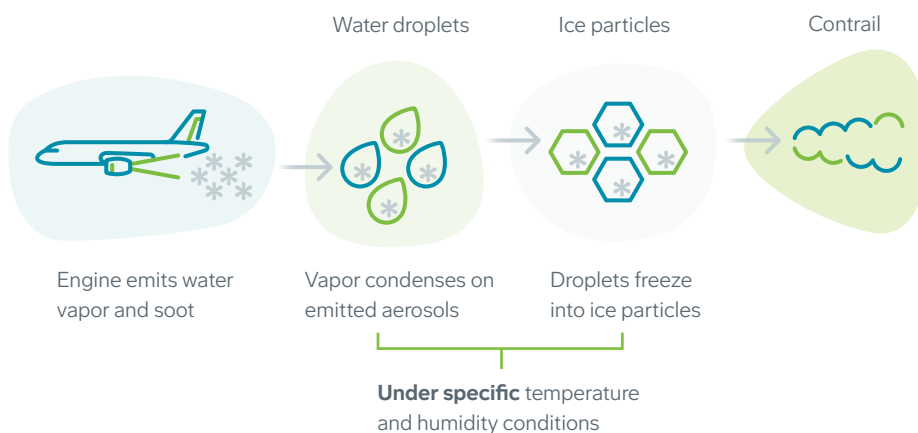 Water droplets
Ice particles
Contrail
Engine emits water
vapor and soot
Vapor condenses on
emitted aerosols
Droplets freeze
into ice particles
Under specific temperature
and humidity conditions